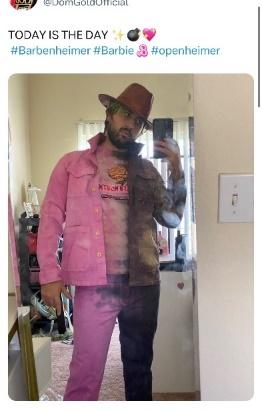 @DomGoldOfficial
TODAY IS THE DAY ✨💣💖
#Barbenheimer #Barbie🎀 #openheimer